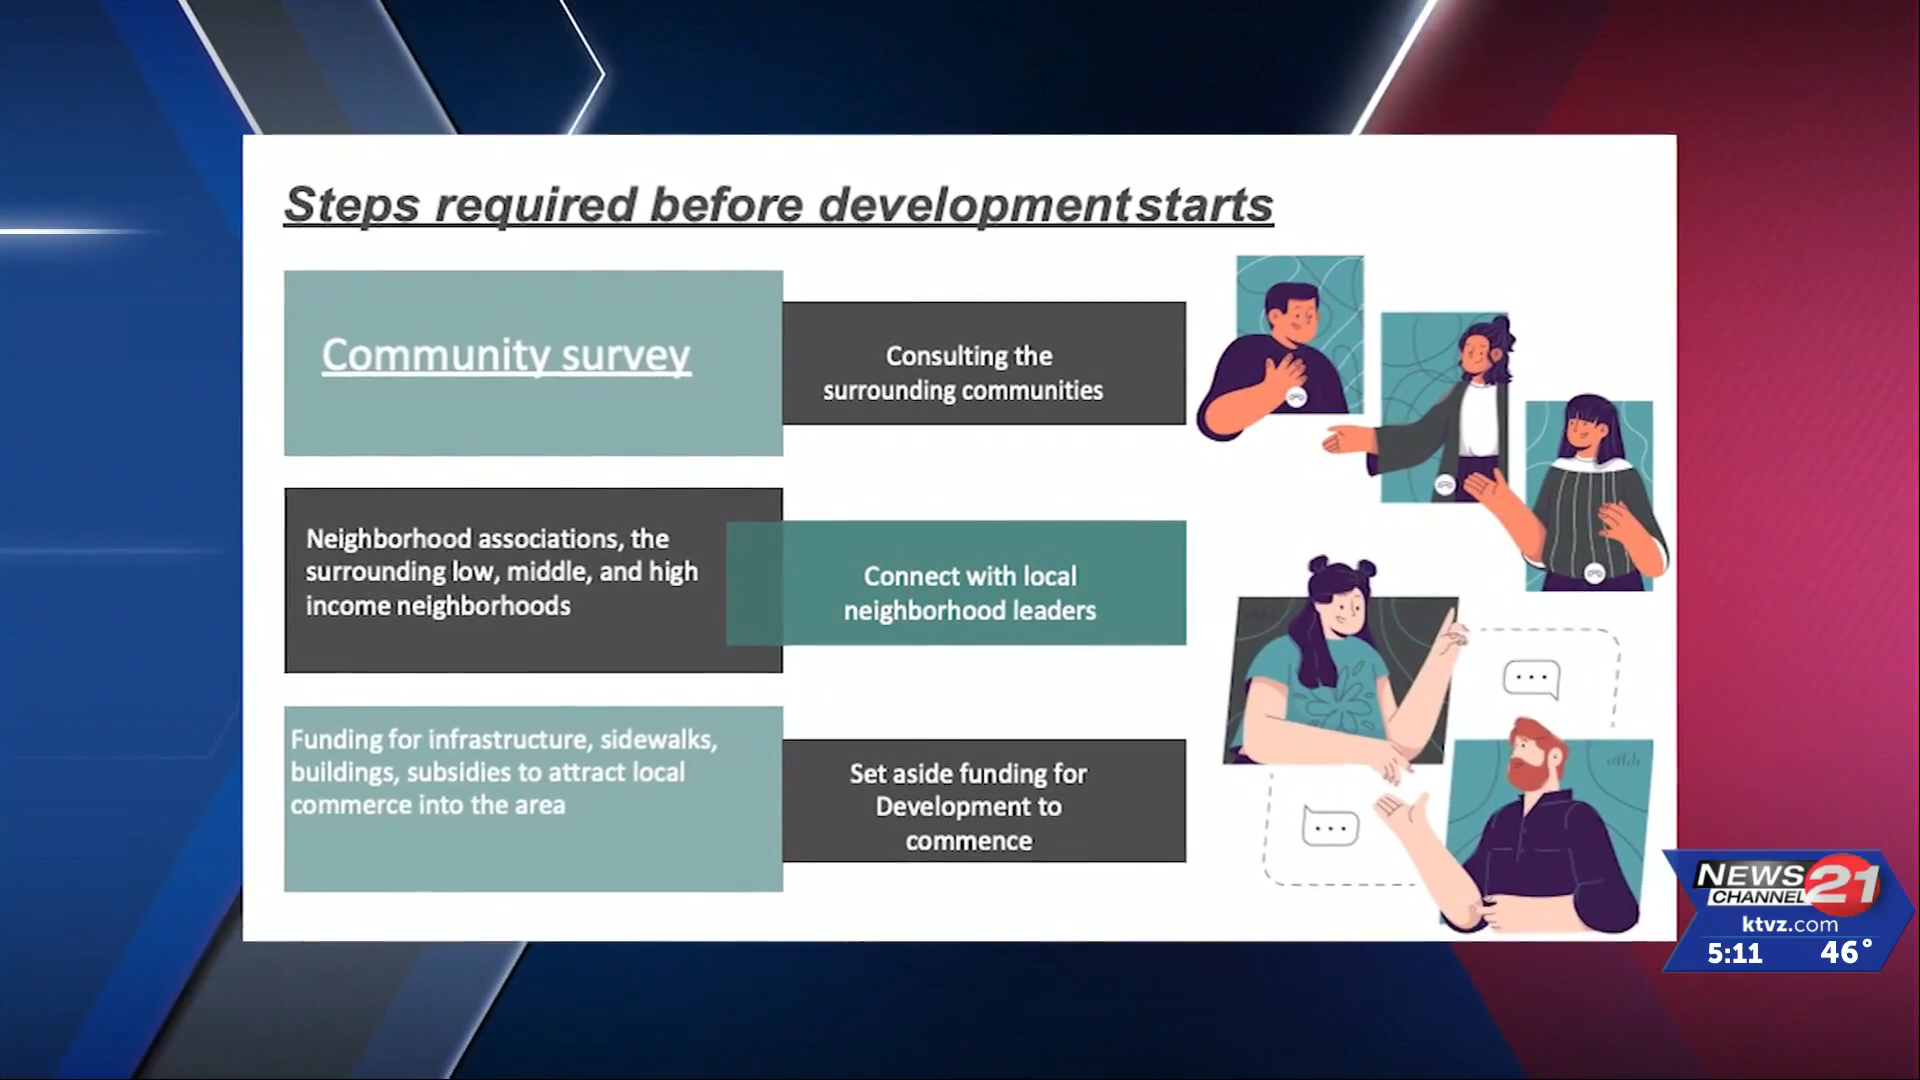 Steps required before development starts
Community survey
Consulting the
surrounding communities
Neighborhood associations, the
surrounding low, middle, and high
income neighborhoods
Connect with local
neighborhood leaders
Funding for infrastructure, sidewalks,
buildings, subsidies to attract local
commerce into the area
Set aside funding for
Development to
commence
NEWS
CHANNEL 21
ktvz.com
5:11 46°